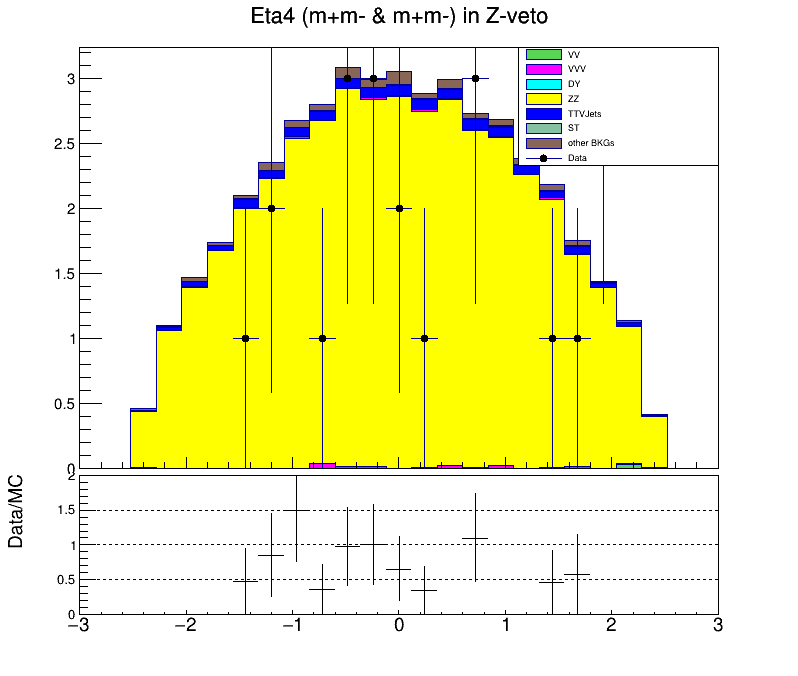 Eta4 (m+m- & m+m-) in Z-veto
3
2.5
2
1.5
1
0.5
0
VV
VVV
DY
ZZ
TTVJets
ST
other BKGs
Data
Data/MC
2
1.5
1
0.5
0
−3
−2
−1
0
1
2
3